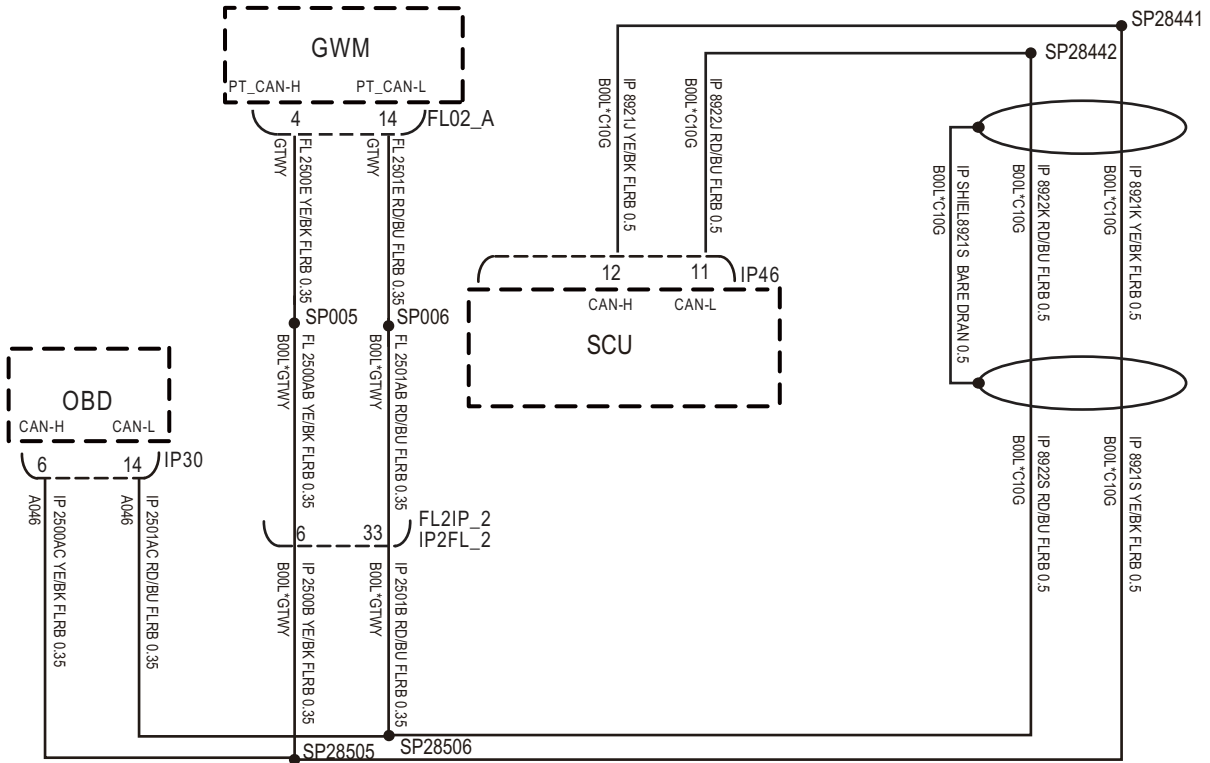 GWM
PT_CAN-H
PT_CAN-L
4
14
FL02_A
GTWY
FL 2500E YE/BK FLRB 0.35
GTWY
FL 2501E RD/BU FLRB 0.35
SP005
SP006
B00L*GTWY
FL 2500AB YE/BK FLRB 0.35
B00L*GTWY
FL 2501AB RD/BU FLRB 0.35
6
33
FL2IP_2
IP2FL_2
B00L*GTWY
IP 2500B YE/BK FLRB 0.35
B00L*GTWY
IP 2501B RD/BU FLRB 0.35
SP28505
SP28506
OBD
CAN-H
CAN-L
6
14
IP30
A046
IP 2500AC YE/BK FLRB 0.35
A046
IP 2501AC RD/BU FLRB 0.35
B00L*C10G
IP 8921J YE/BK FLRB 0.5
B00L*C10G
IP 8922J RD/BU FLRB 0.5
12
11
IP46
CAN-H
CAN-L
SCU
SP28441
SP28442
B00L*C10G
IP SHIEL8921S BARE DRAN 0.5
B00L*C10G
IP 8922K RD/BU FLRB 0.5
B00L*C10G
IP 8921K YE/BK FLRB 0.5
B00L*C10G
IP 8922S RD/BU FLRB 0.5
B00L*C10G
IP 8921S YE/BK FLRB 0.5